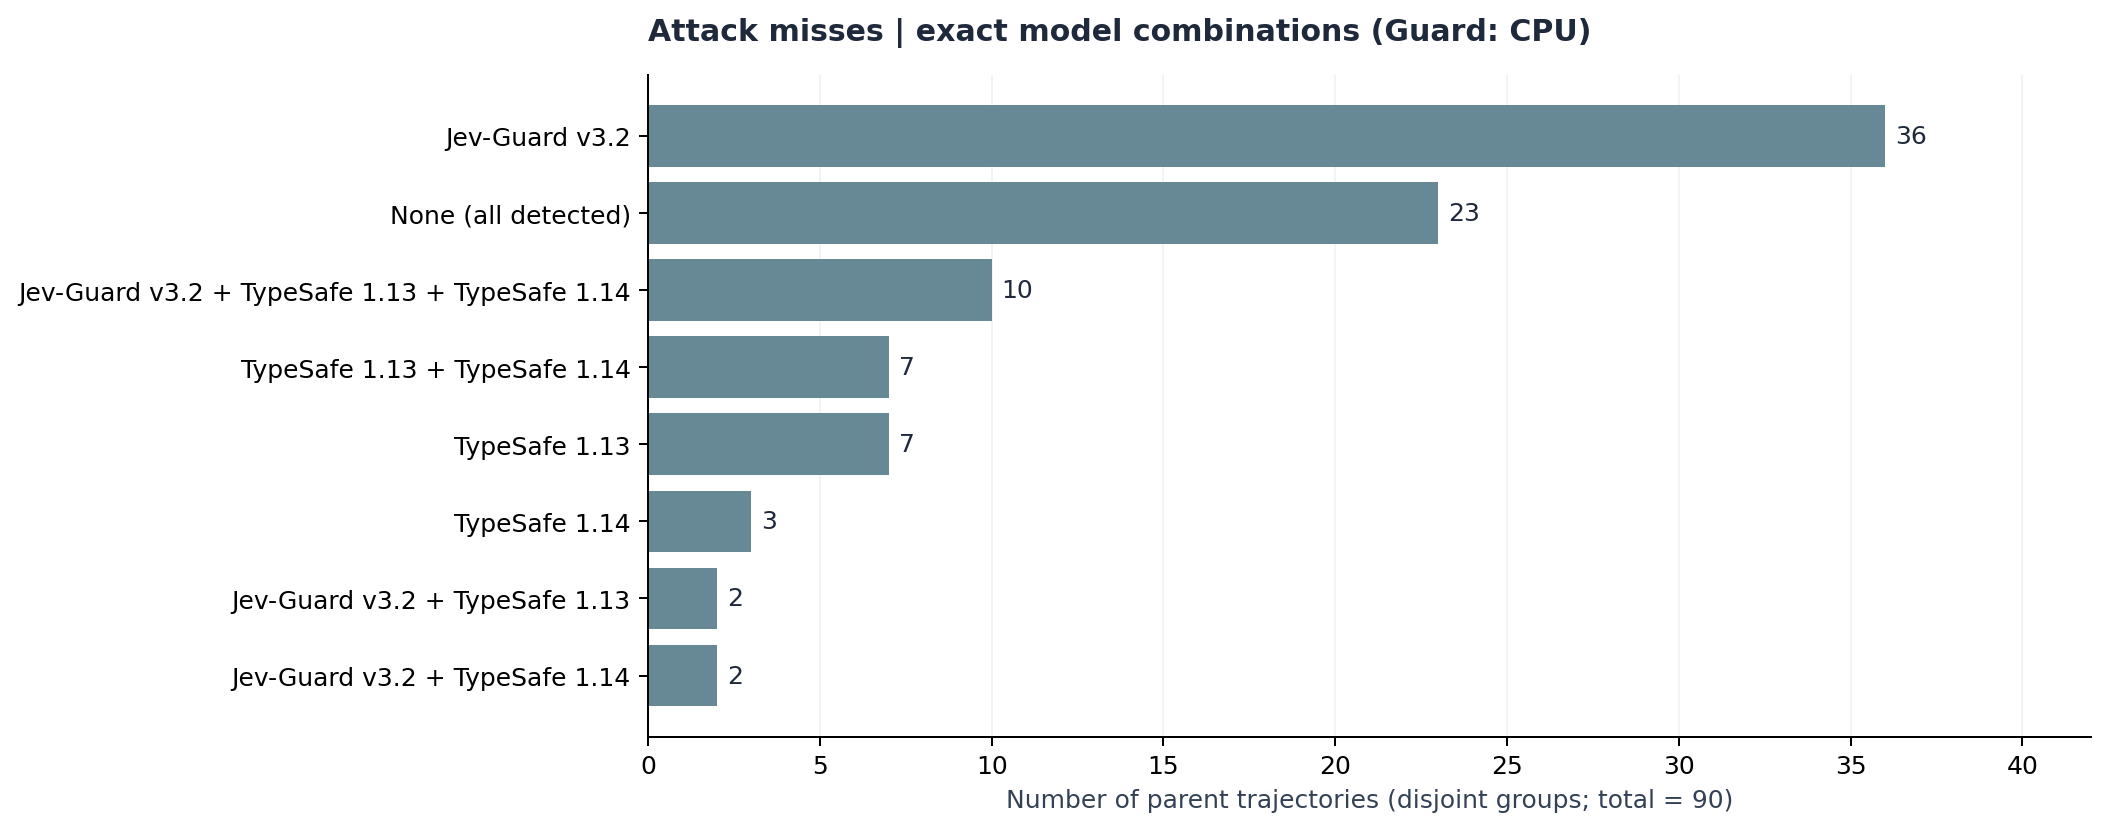 Attack misses | exact model combinations (Guard: CPU)
Jev-Guard v3.2
36
None (all detected)
23
Jev-Guard v3.2 + TypeSafe 1.13 + TypeSafe 1.14
10
TypeSafe 1.13 + TypeSafe 1.14
7
TypeSafe 1.13
7
TypeSafe 1.14
3
Jev-Guard v3.2 + TypeSafe 1.13
2
Jev-Guard v3.2 + TypeSafe 1.14
2
0 5 10 15 20 25 30 35 40
Number of parent trajectories (disjoint groups; total = 90)